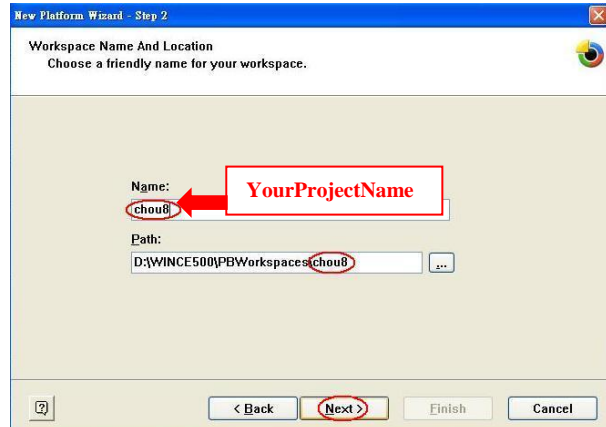 New Platform Wizard - Step 2
Workspace Name And Location
Choose a friendly name for your workspace.
Name:
YourProjectName
chou8
Path:
D:\WINCE500\PBWorkspaces\chou8
...
< Back
Next >
Finish
Cancel